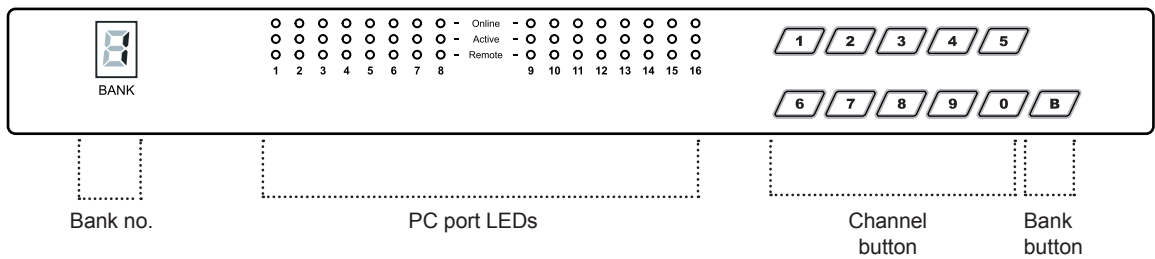 1
BANK
- Online -
- Active -
- Remote -
1 2 3 4 5 6 7 8 9 10 11 12 13 14 15 16
1 2 3 4 5
6 7 8 9 0 B
Bank no.
PC port LEDs
Channel
button
Bank
button